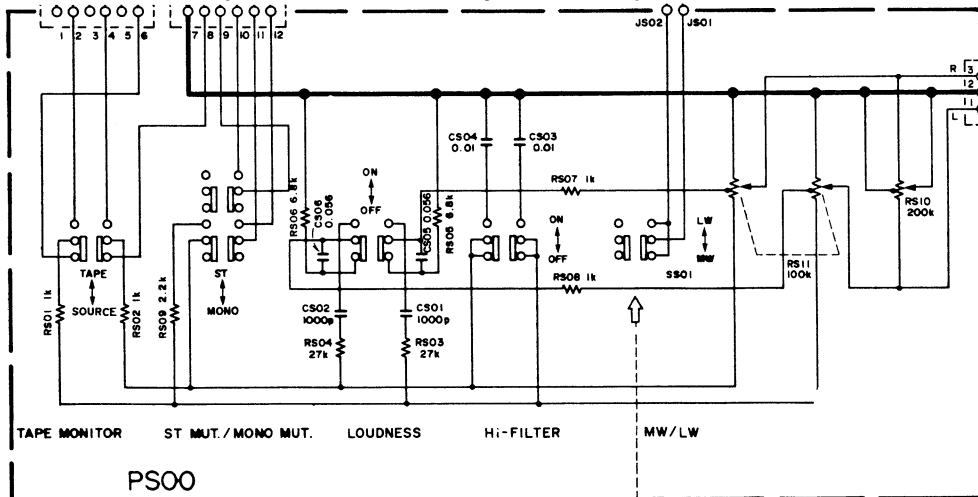 JS02 JS01
1 2 3 4 5 6
7 8 9 10 11 12
R 3
12
11
L
CS04
0.01
CS03
0.01
ON
OFF
RS06 6.8k
CS06
0.056
CS05 0.056
RS05 6.8k
RS07 1k
RS10
200k
TAPE
SOURCE
ST
MONO
ON
OFF
LW
MW
SS01
RS11
100k
RS08 1k
RS01 1k
RS02 1k
RS09 2.2k
CS02
1000p
CS01
1000p
RS04
27k
RS03
27k
TAPE MONITOR ST MUT./MONO MUT. LOUDNESS Hi-FILTER MW/LW
PS00